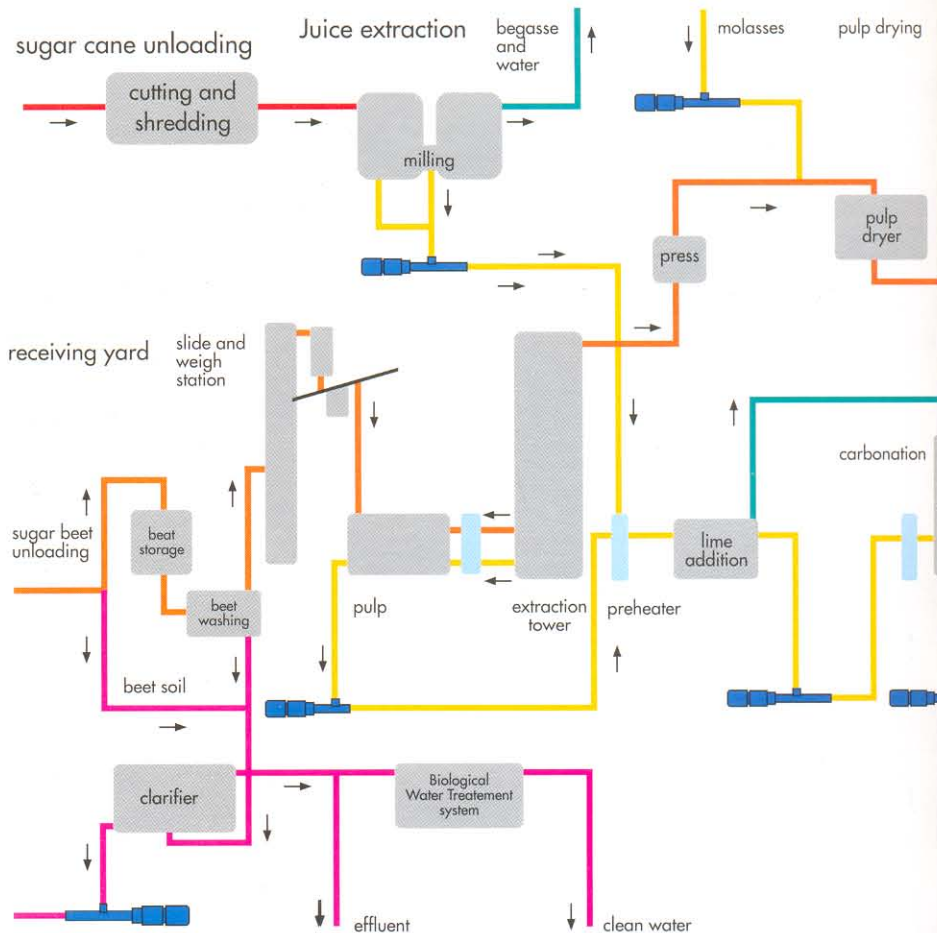 sugar cane unloading
Juice extraction
begasse
and
water
molasses
pulp drying
cutting and
shredding
milling
press
pulp
dryer
receiving yard
slide and
weigh
station
carbonation
sugar beet
unloading
beat
storage
lime
addition
beet
washing
pulp
extraction
tower
preheater
beet soil
clarifier
Biological
Water Treatement
system
effluent
clean water